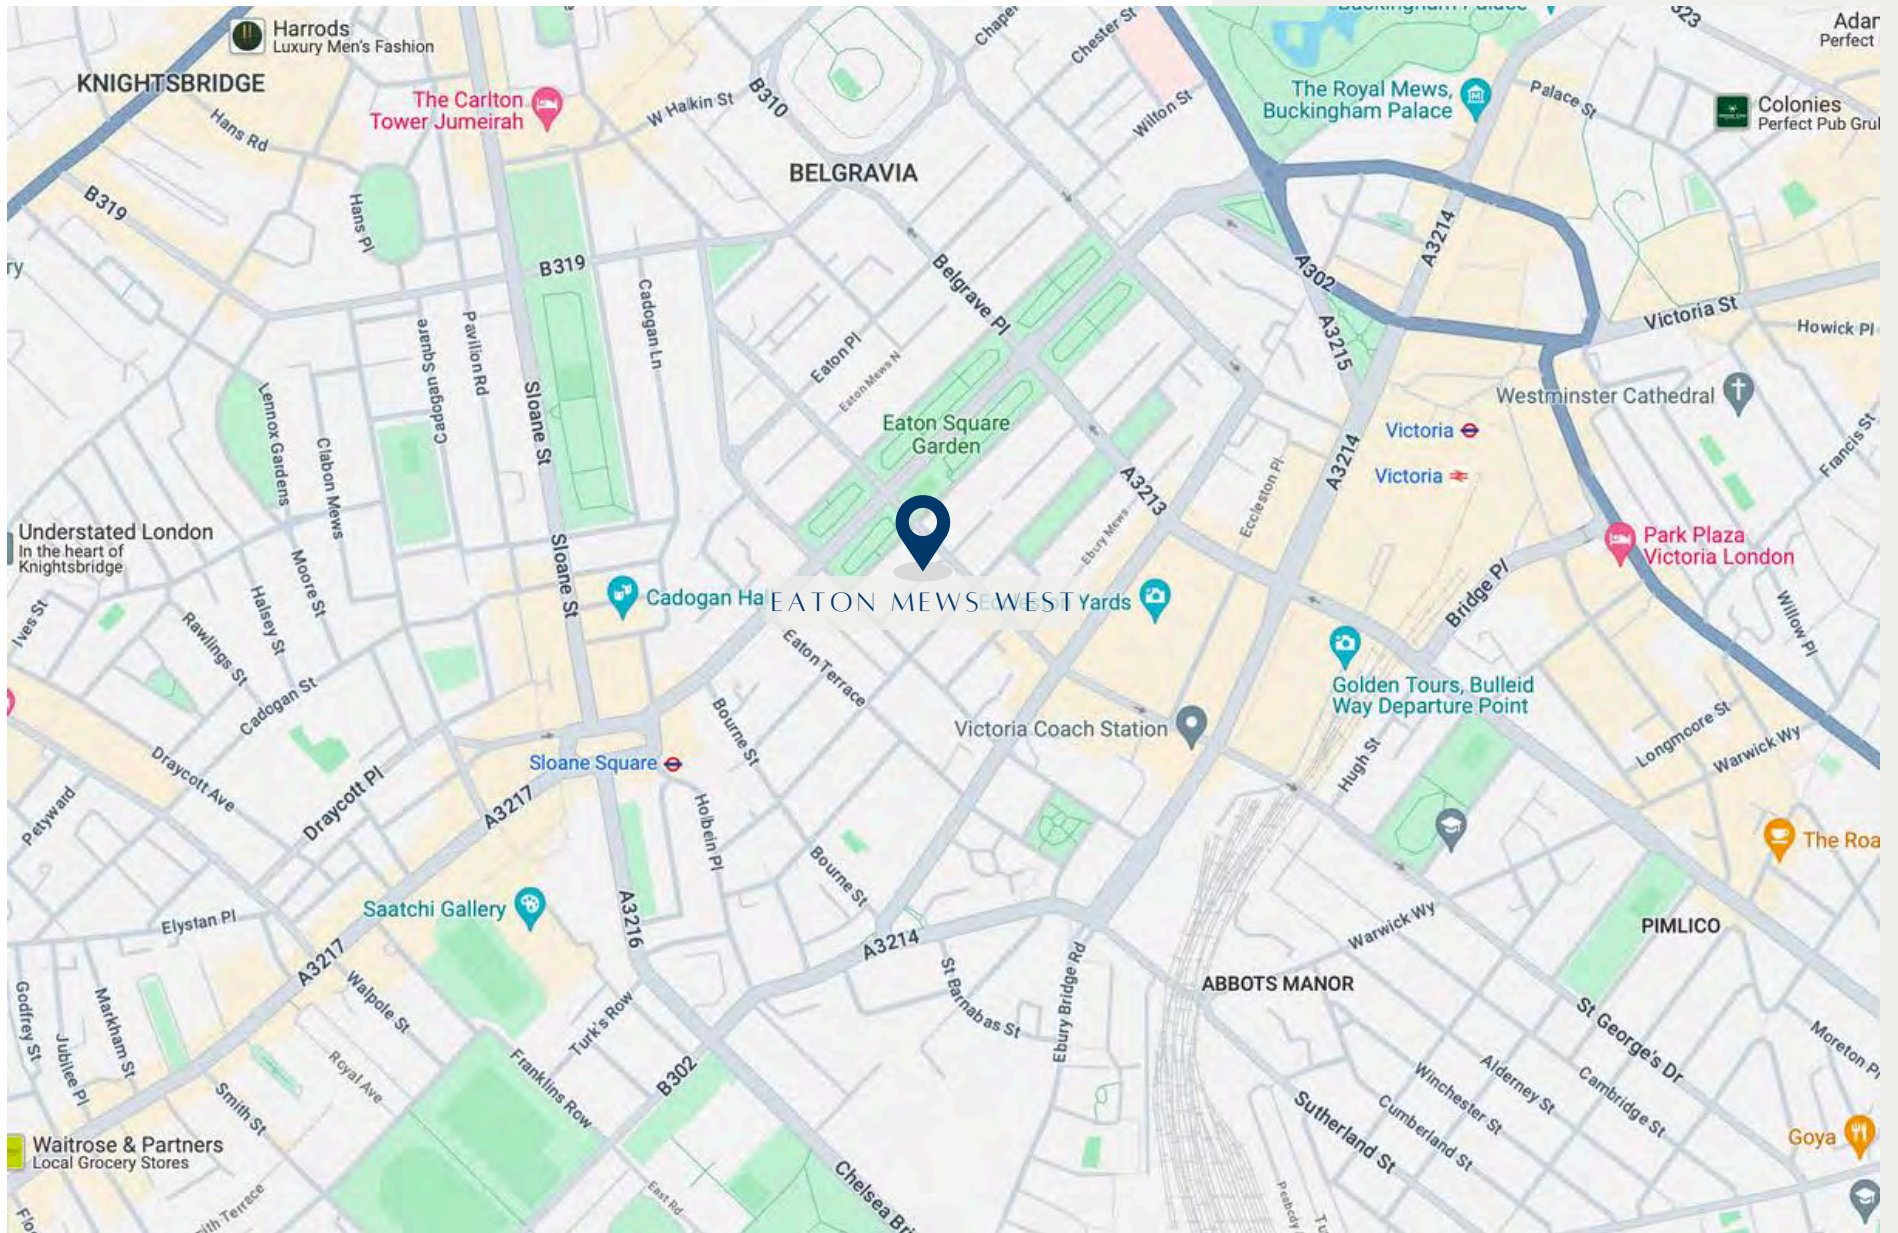 Buckingham Palace
Harrods
Luxury Men's Fashion
KNIGHTSBRIDGE
The Carlton
Tower Jumeirah
Hans Rd
W Halkin St
B310
Chester St
Wilton St
The Royal Mews,
Buckingham Palace
Palace St
Colonies
Perfect Pub
Perfect
BELGRAVIA
B319
Hans Pl
B319
Cadogan Ln
Belgrave Pl
A302
A3214
A3215
Victoria St
Howick Pl
Cadogan Square
Pavilion Rd
Sloane St
Eaton Pl
Eaton Mews N
Eaton Square
Garden
Westminster Cathedral
Lennox Gardens
Clabon Mews
Victoria
Victoria
A3214
A3213
Eccleston Pl
Francis St
Ebury Mews
Understated London
In the heart of
Knightsbridge
Sloane St
Park Plaza
Victoria London
Moore St
Halsey St
Ives St
Rawlings St
Cadogan St
Cadogan
EATON MEWS WEST
Yards
Bridge Pl
Willow Pl
Eaton Terrace
Golden Tours, Bulleid
Way Departure Point
Bourne St
Victoria Coach Station
Hugh St
Longmoore St
Warwick Wy
Sloane Square
Draycott Ave
Draycott Pl
A3217
Petyward
Holbein Pl
Bourne St
The
Saatchi Gallery
Elystan Pl
A3217
A3216
A3214
Warwick Wy
PIMLICO
ABBOTS MANOR
Ebury Bridge Rd
St Barnabas St
Walpole St
Turk's Row
Godfrey St
Markham St
Jubilee Pl
Royal Ave
Franklins Row
B302
Smith St
St George's Dr
Moreton Pl
Alderney St
Cambridge St
Winchester St
Cumberland St
Sutherland St
Waitrose & Partners
Local Grocery Stores
Goya
East Rd
Chelsea
Terrace
Peabody